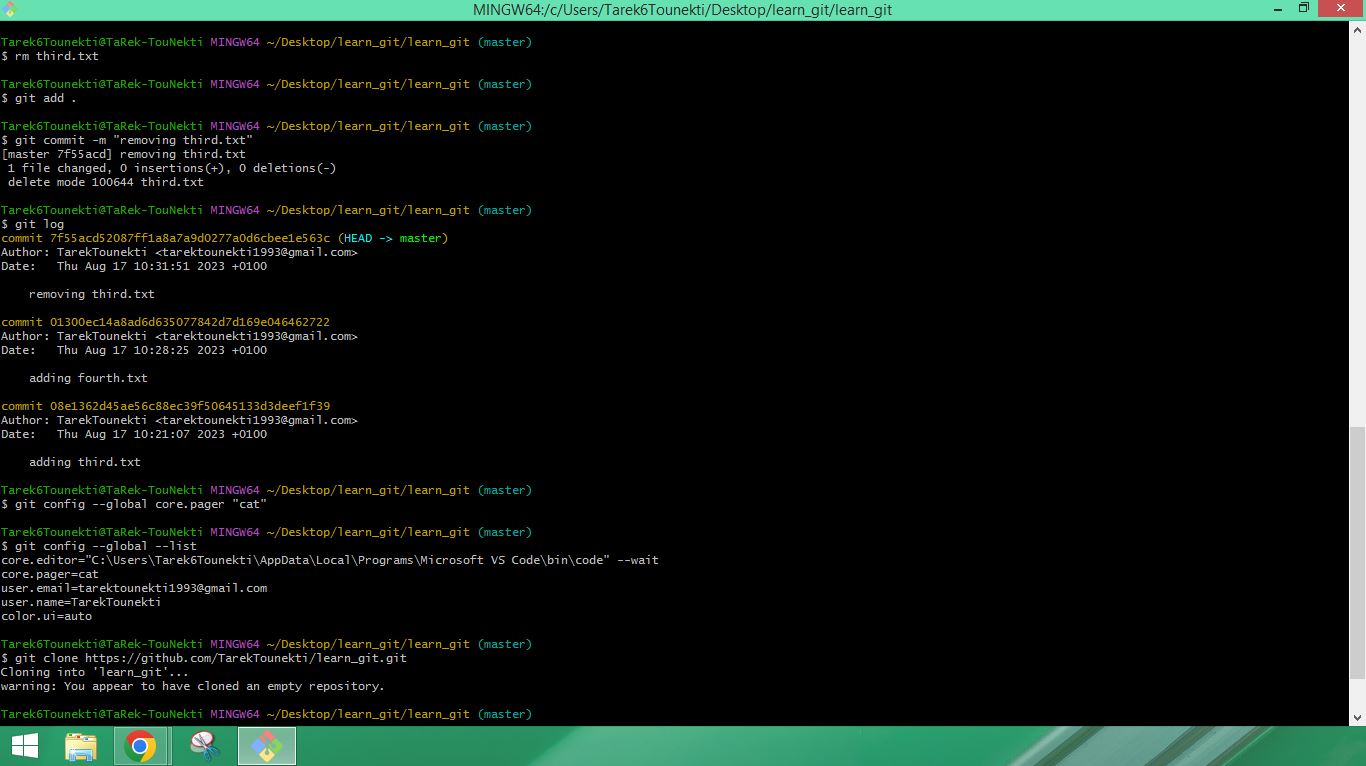 MINGW64:/c/Users/Tarek6Tounekti/Desktop/learn_git/learn_git
Tarek6Tounekti@TaRek-TouNekti MINGW64 ~/Desktop/learn_git/learn_git (master)
$ rm third.txt
Tarek6Tounekti@TaRek-TouNekti MINGW64 ~/Desktop/learn_git/learn_git (master)
$ git add .
Tarek6Tounekti@TaRek-TouNekti MINGW64 ~/Desktop/learn_git/learn_git (master)
$ git commit -m "removing third.txt"
[master 7f55acd] removing third.txt
 1 file changed, 0 insertions(+), 0 deletions(-)
 delete mode 100644 third.txt
Tarek6Tounekti@TaRek-TouNekti MINGW64 ~/Desktop/learn_git/learn_git (master)
$ git log
commit 7f55acd52087ff1a8a7a9d0277a0d6cbee1e563c (HEAD -> master)
Author: TarekTounekti <tarektounekti1993@gmail.com>
Date:   Thu Aug 17 10:31:51 2023 +0100
    removing third.txt
commit 01300ec14a8ad6d635077842d7d169e046462722
Author: TarekTounekti <tarektounekti1993@gmail.com>
Date:   Thu Aug 17 10:28:25 2023 +0100
    adding fourth.txt
commit 08e1362d45ae56c88ec39f50645133d3deef1f39
Author: TarekTounekti <tarektounekti1993@gmail.com>
Date:   Thu Aug 17 10:21:07 2023 +0100
    adding third.txt
Tarek6Tounekti@TaRek-TouNekti MINGW64 ~/Desktop/learn_git/learn_git (master)
$ git config --global core.pager "cat"
Tarek6Tounekti@TaRek-TouNekti MINGW64 ~/Desktop/learn_git/learn_git (master)
$ git config --global --list
core.editor="C:\Users\Tarek6Tounekti\AppData\Local\Programs\Microsoft VS Code\bin\code" --wait
core.pager=cat
user.email=tarektounekti1993@gmail.com
user.name=TarekTounekti
color.ui=auto
Tarek6Tounekti@TaRek-TouNekti MINGW64 ~/Desktop/learn_git/learn_git (master)
$ git clone https://github.com/TarekTounekti/learn_git.git
Cloning into 'learn_git'...
warning: You appear to have cloned an empty repository.
Tarek6Tounekti@TaRek-TouNekti MINGW64 ~/Desktop/learn_git/learn_git (master)